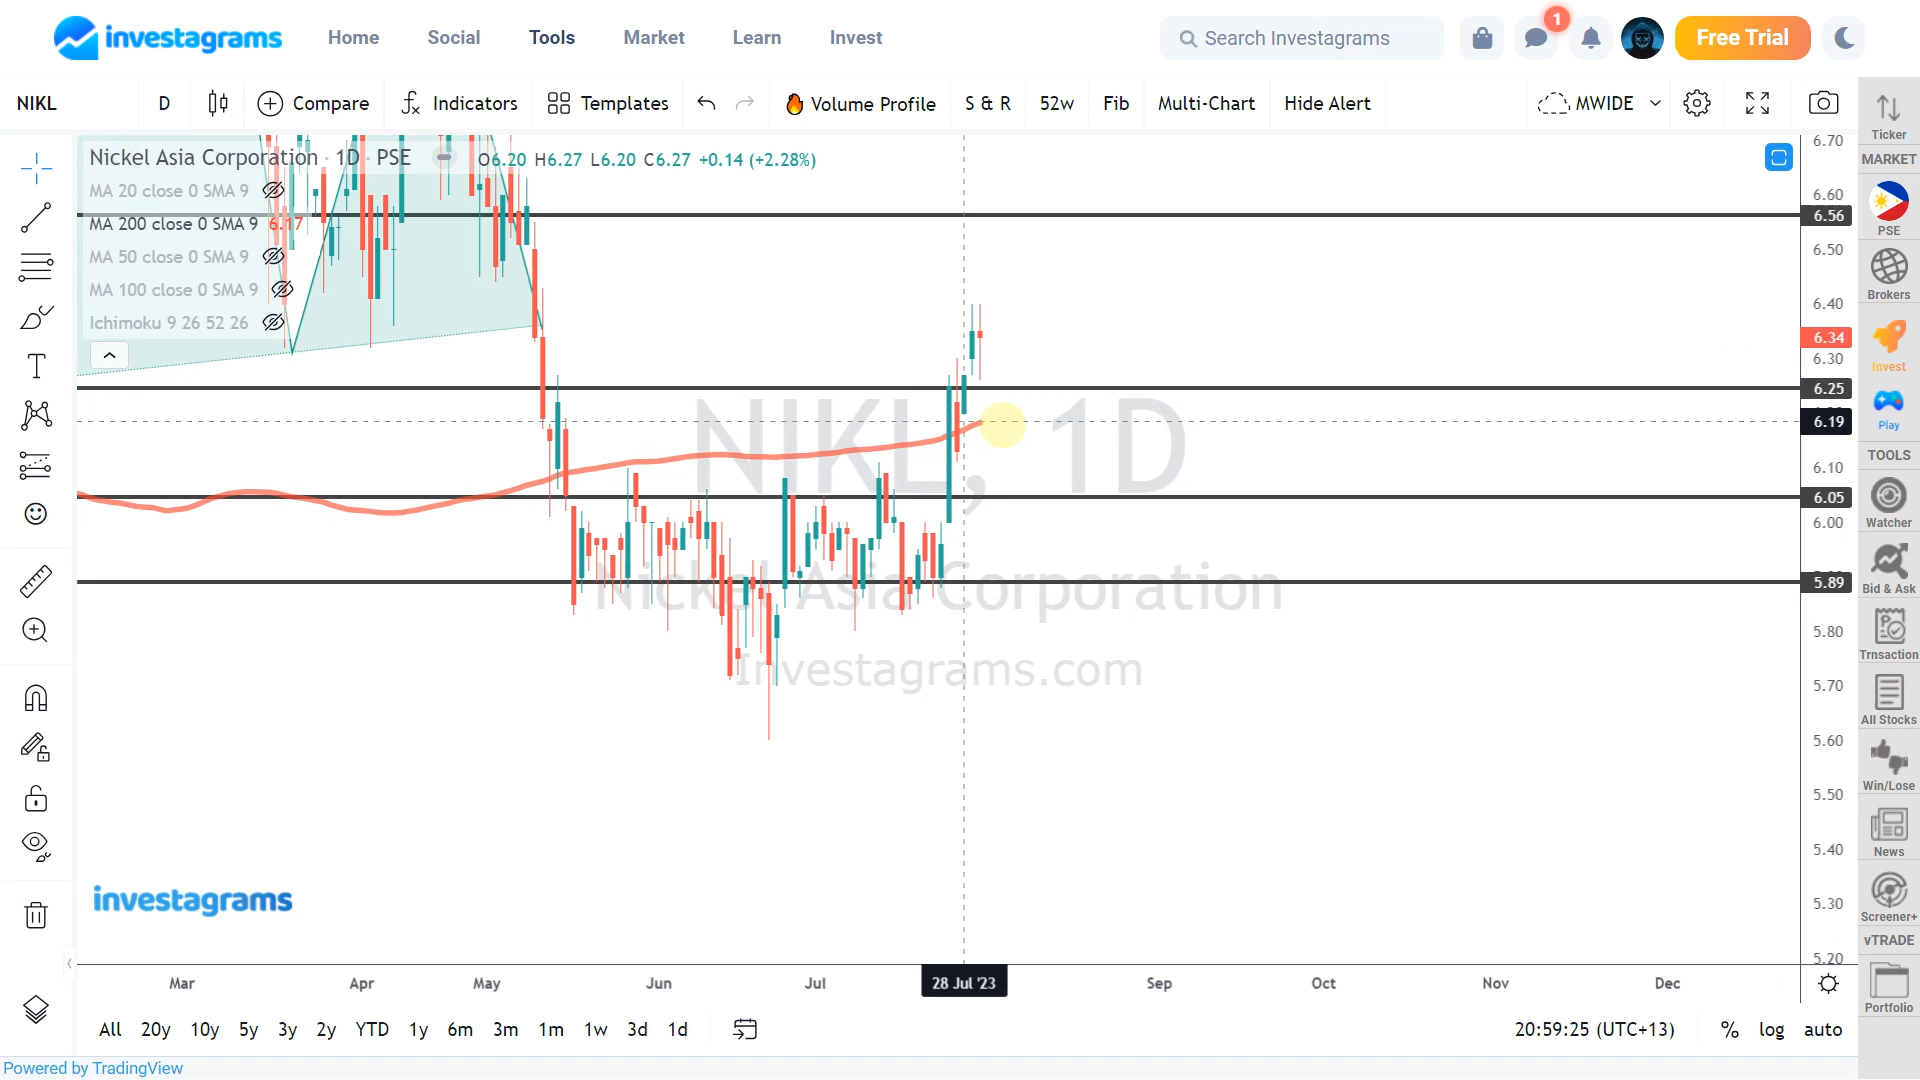 investagrams Home Social Tools Market Learn Invest Search Investagrams 1 Free Trial
NIKL D Compare Indicators Templates Volume Profile S & R 52w Fib Multi-Chart Hide Alert MWIDE
Nickel Asia Corporation · 1D · PSE O6.20 H6.27 L6.20 C6.27 +0.14 (+2.28%)
MA 20 close 0 SMA 9
MA 200 close 0 SMA 9 6.17
MA 50 close 0 SMA 9
MA 100 close 0 SMA 9
Ichimoku 9 26 52 26
NIKL, 1D
Nickel Asia Corporation
Investagrams.com
investagrams
6.70
6.60
6.56
6.50
6.40
6.34
6.30
6.25
6.19
6.10
6.05
6.00
5.89
5.80
5.70
5.60
5.50
5.40
5.30
5.20
Mar Apr May Jun Jul 28 Jul '23 Sep Oct Nov Dec
All 20y 10y 5y 3y 2y YTD 1y 6m 3m 1m 1w 3d 1d 20:59:25 (UTC+13) % log auto
Powered by TradingView
Ticker
MARKET
PSE
Brokers
Invest
Play
TOOLS
Watcher
Bid & Ask
Trnsaction
All Stocks
Win/Lose
News
Screener+
vTRADE
Portfolio